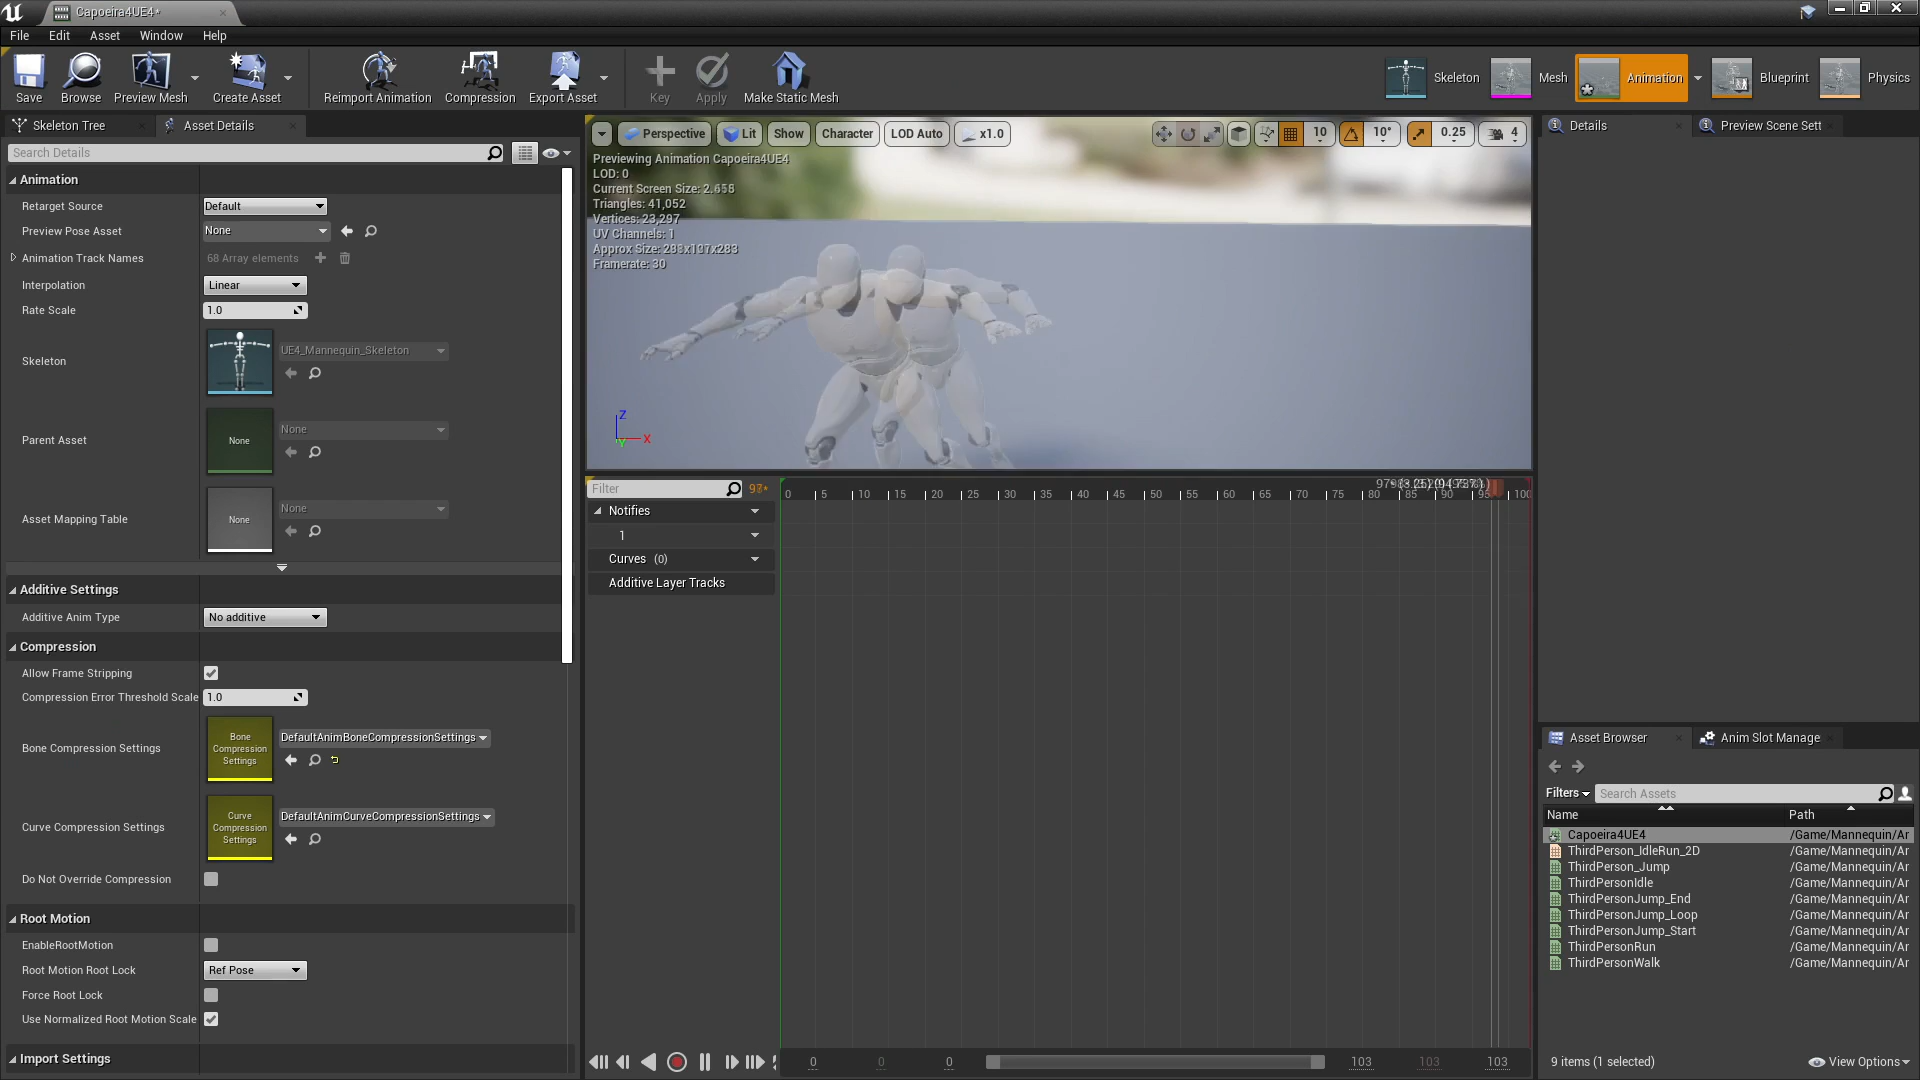 Capoeira4UE4*
File Edit Asset Window Help
Save Browse Preview Mesh Create Asset Reimport Animation Compression Export Asset Key Apply Make Static Mesh Skeleton Mesh Animation Blueprint Physics
Skeleton Tree Asset Details
Search Details
Animation
Retarget Source Default
Preview Pose Asset None
Animation Track Names 68 Array elements
Interpolation Linear
Rate Scale 1.0
Skeleton UE4_Mannequin_Skeleton
Parent Asset None None
Asset Mapping Table None None
Additive Settings
Additive Anim Type No additive
Compression
Allow Frame Stripping
Compression Error Threshold Scale 1.0
Bone Compression Settings
Bone
Compression
Settings
DefaultAnimBoneCompressionSettings
Curve Compression Settings
Curve
Compression
Settings
DefaultAnimCurveCompressionSettings
Do Not Override Compression
Root Motion
EnableRootMotion
Root Motion Root Lock Ref Pose
Force Root Lock
Use Normalized Root Motion Scale
Import Settings
Perspective Lit Show Character LOD Auto x1.0 10 10° 0.25 4
Previewing Animation Capoeira4UE4
LOD: 0
Current Screen Size:
Triangles: 41,052
Vertices: 23,297
UV Channels: 1
Approx Size:
Framerate: 30
Z
X
Y
Filter
0 5 10 15 20 25 30 35 40 45 50 55 60 65 70 75 80 85 90 95 100
Notifies
1
Curves (0)
Additive Layer Tracks
0 0 0 103 103 103
Details Preview Scene Sett
Asset Browser Anim Slot Manage
Filters Search Assets
Name Path
Capoeira4UE4 /Game/Mannequin/Ar
ThirdPerson_IdleRun_2D /Game/Mannequin/Ar
ThirdPerson_Jump /Game/Mannequin/Ar
ThirdPersonIdle /Game/Mannequin/Ar
ThirdPersonJump_End /Game/Mannequin/Ar
ThirdPersonJump_Loop /Game/Mannequin/Ar
ThirdPersonJump_Start /Game/Mannequin/Ar
ThirdPersonRun /Game/Mannequin/Ar
ThirdPersonWalk /Game/Mannequin/Ar
9 items (1 selected) View Options